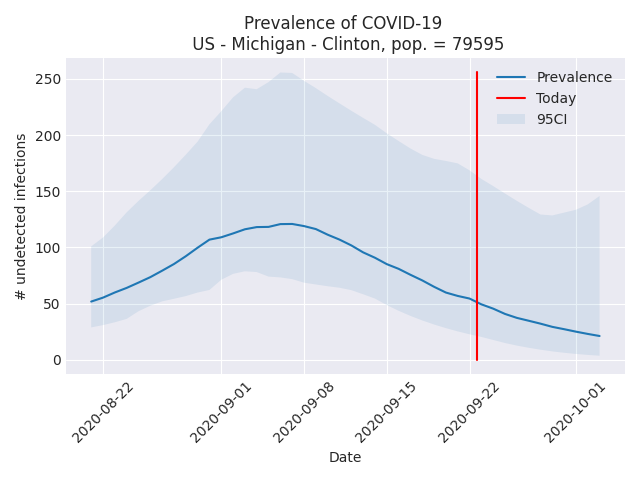 Prevalence of COVID-19
US - Michigan - Clinton, pop. = 79595
250
200
150
100
50
0
# undetected infections
Prevalence
Today
95CI
2020-08-22
2020-09-01
2020-09-08
2020-09-15
2020-09-22
2020-10-01
Date